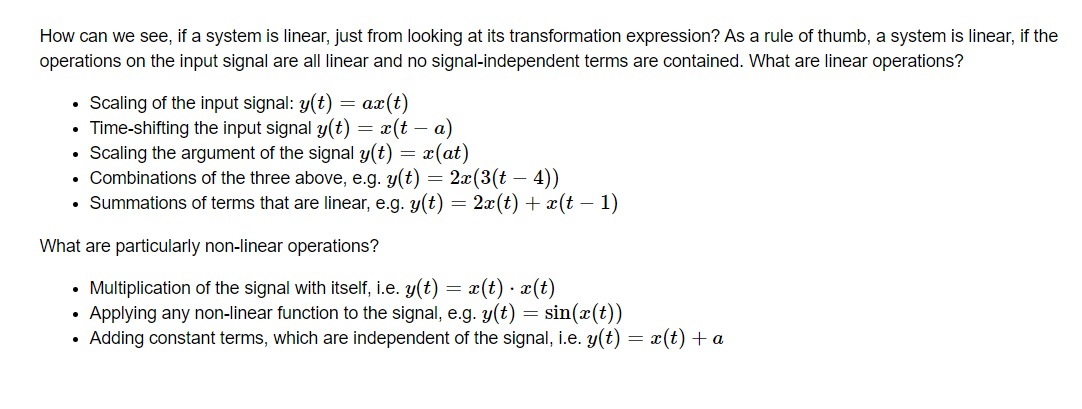 How can we see, if a system is linear, just from looking at its transformation expression? As a rule of thumb, a system is linear, if the
operations on the input signal are all linear and no signal-independent terms are contained. What are linear operations?
• Scaling of the input signal: y(t) = ax(t)
• Time-shifting the input signal y(t) = x(t − a)
• Scaling the argument of the signal y(t) = x(at)
• Combinations of the three above, e.g. y(t) = 2x(3(t − 4))
• Summations of terms that are linear, e.g. y(t) = 2x(t) + x(t − 1)
What are particularly non-linear operations?
• Multiplication of the signal with itself, i.e. y(t) = x(t) · x(t)
• Applying any non-linear function to the signal, e.g. y(t) = sin(x(t))
• Adding constant terms, which are independent of the signal, i.e. y(t) = x(t) + a